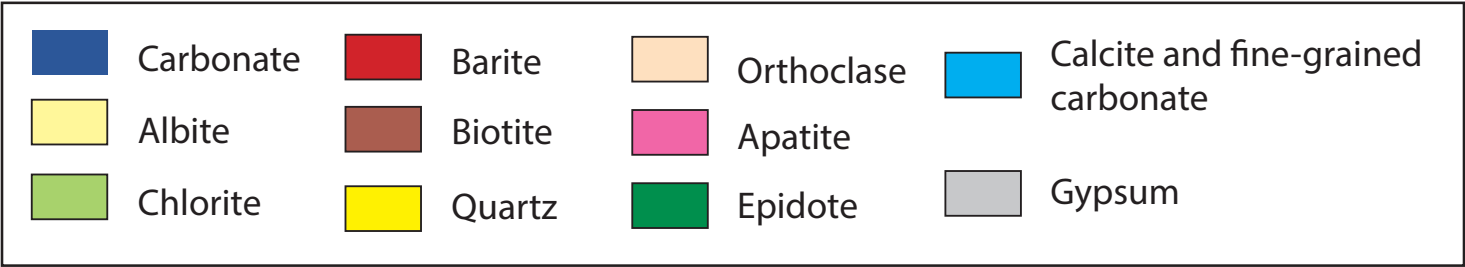 Carbonate
Albite
Chlorite
Barite
Biotite
Quartz
Orthoclase
Apatite
Epidote
Calcite and fine-grained
carbonate
Gypsum